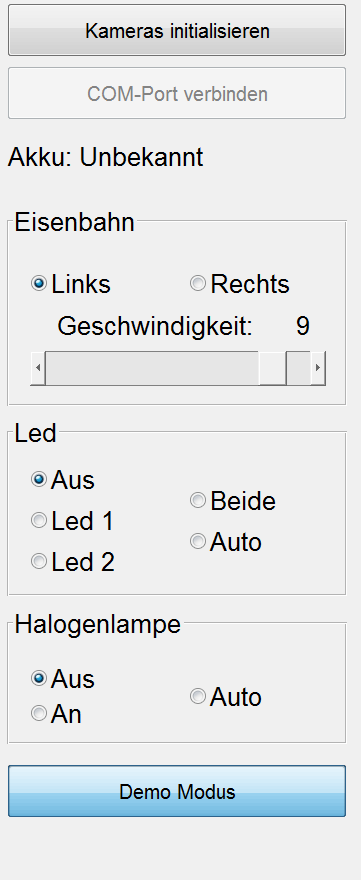 Kameras initialisieren
COM-Port verbinden
Akku: Unbekannt
Eisenbahn
Links
Rechts
Geschwindigkeit: 9
Led
Aus
Led 1
Led 2
Beide
Auto
Halogenlampe
Aus
An
Auto
Demo Modus